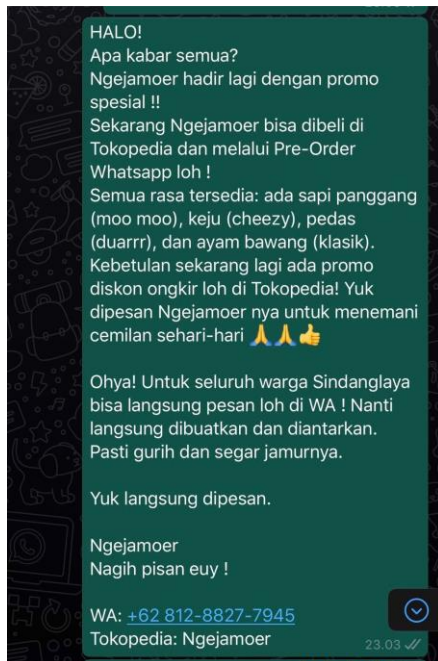 HALO!
Apa kabar semua?
Ngejamoer hadir lagi dengan promo
spesial !!
Sekarang Ngejamoer bisa dibeli di
Tokopedia dan melalui Pre-Order
Whatsapp loh !
Semua rasa tersedia: ada sapi panggang
(moo moo), keju (cheezy), pedas
(duarrr), dan ayam bawang (klasik).
Kebetulan sekarang lagi ada promo
diskon ongkir loh di Tokopedia! Yuk
dipesan Ngejamoer nya untuk menemani
cemilan sehari-hari 🙏🙏👍
Ohya! Untuk seluruh warga Sindanglaya
bisa langsung pesan loh di WA ! Nanti
langsung dibuatkan dan diantarkan.
Pasti gurih dan segar jamurnya.
Yuk langsung dipesan.
Ngejamoer
Nagih pisan euy !
WA: +62 812-8827-7945
Tokopedia: Ngejamoer
23.03